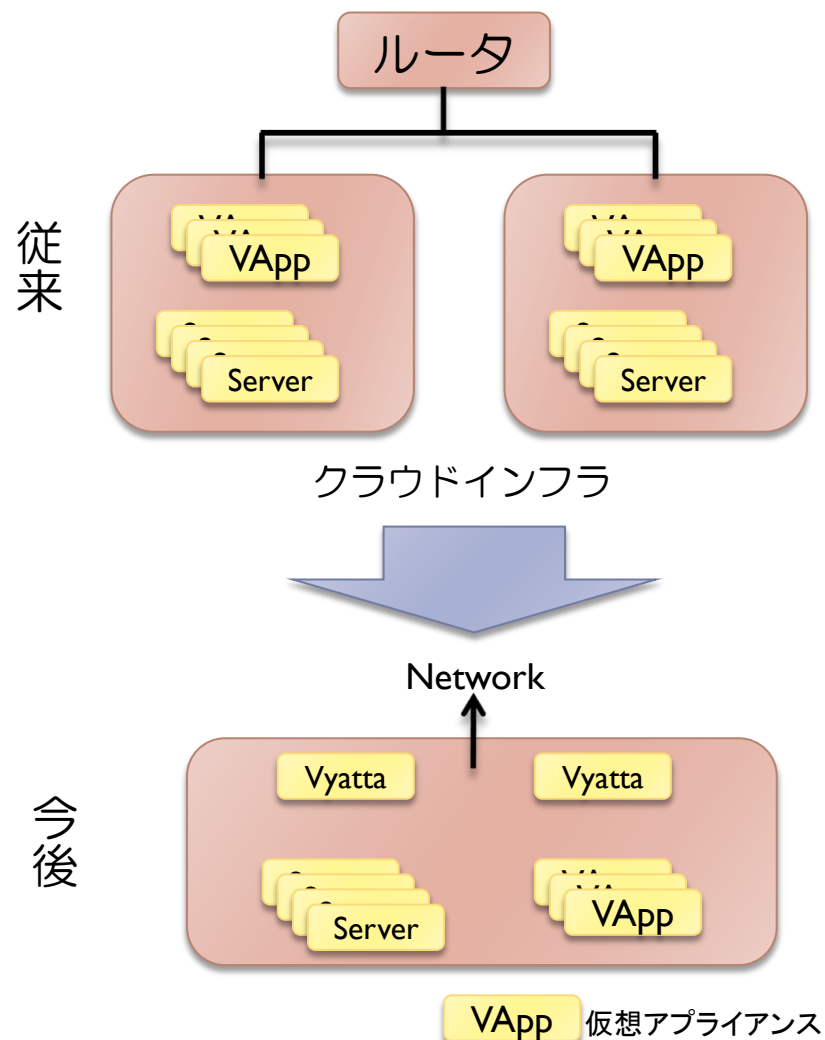 ルータ
従来
VApp
VApp
Server
Server
クラウドインフラ
Network
今後
Vyatta
Vyatta
Server
VApp
VApp 仮想アプライアンス